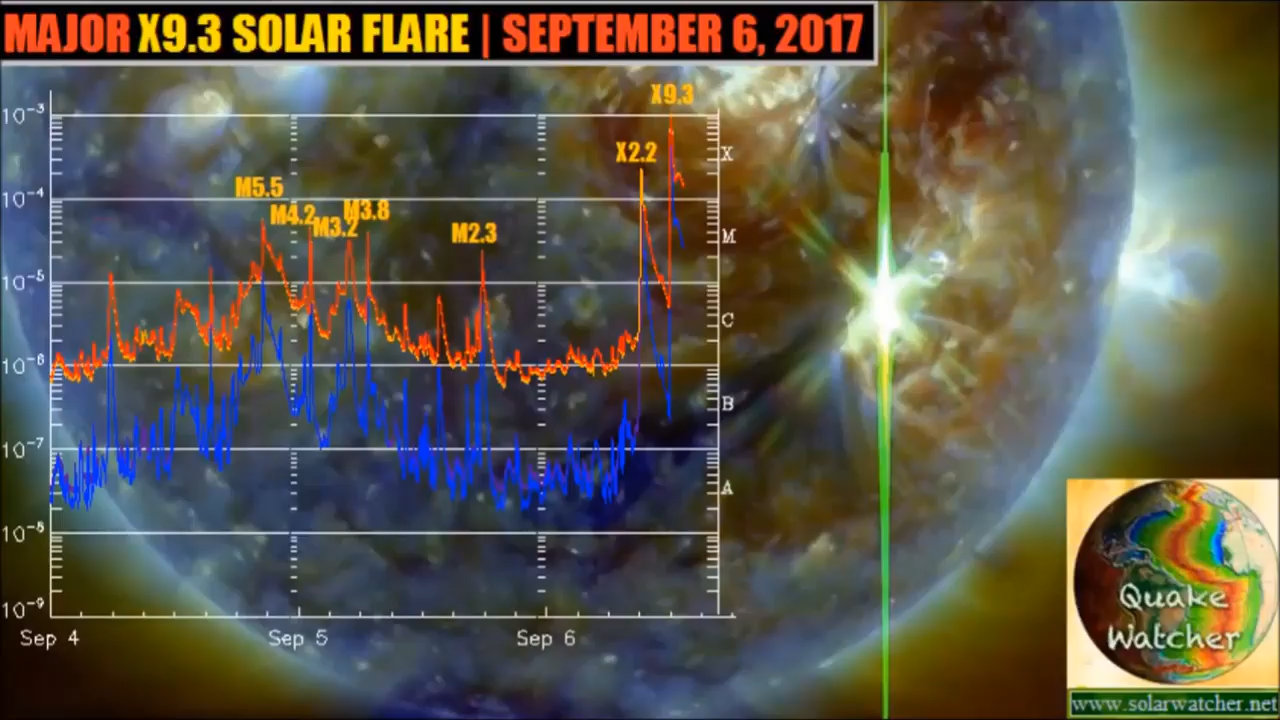 MAJOR X9.3 SOLAR FLARE | SEPTEMBER 6, 2017
X9.3
10⁻³
X2.2
X
M5.5
10⁻⁴
M4.2
M3.8
M3.2
M2.3
M
10⁻⁵
C
10⁻⁶
B
10⁻⁷
A
10⁻⁸
10⁻⁹
Sep 4
Sep 5
Sep 6
Quake
Watcher
www.solarwatcher.net